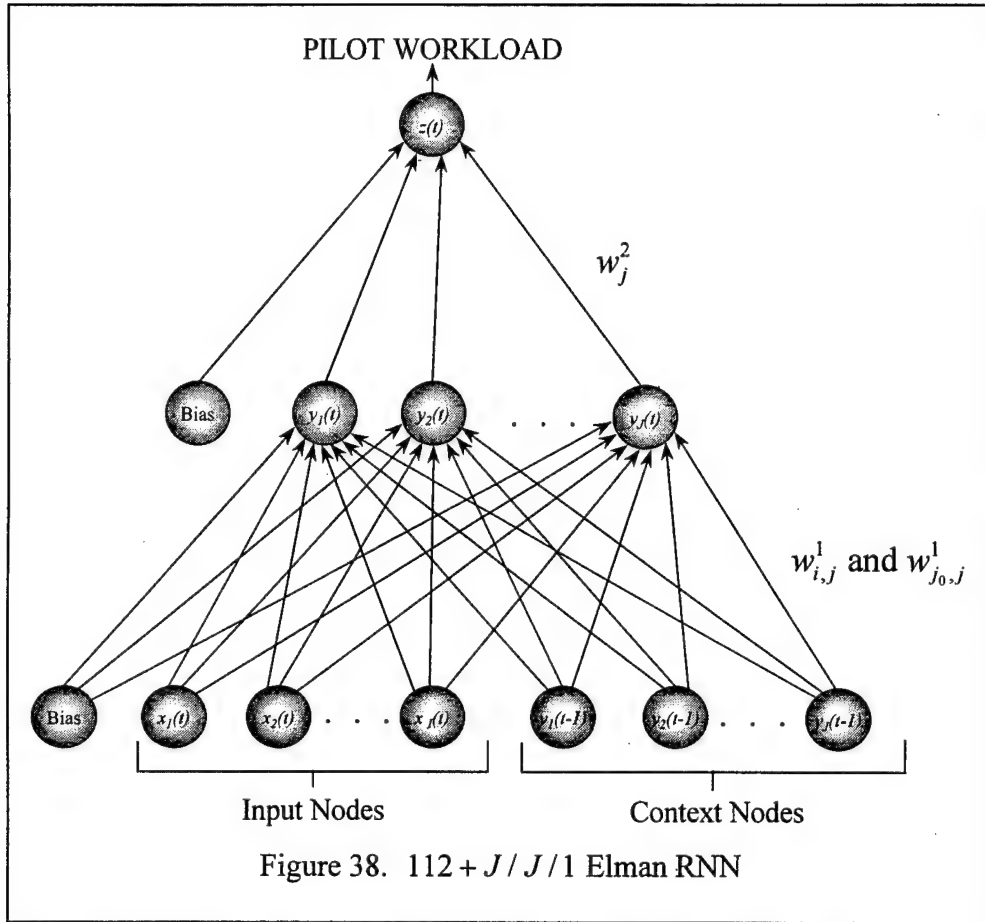 PILOT WORKLOAD
z(t)
w_j^2
Bias y_1(t) y_2(t) . . . y_J(t)
w_{i,j}^1 and w_{j_0,j}^1
Bias x_1(t) x_2(t) . . . x_I(t) y_1(t-1) y_2(t-1) . . . y_J(t-1)
Input Nodes Context Nodes
Figure 38. 112 + J / J / 1 Elman RNN